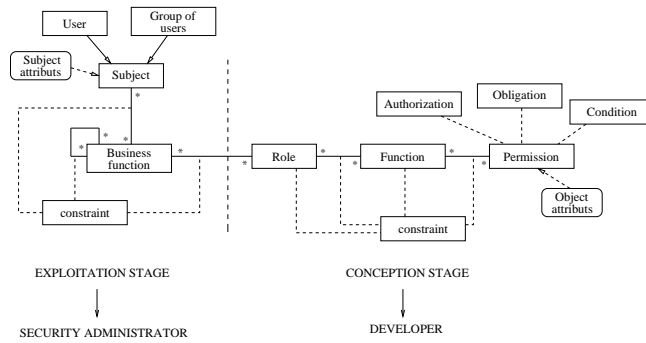 User
Group of
users
Subject
attributs
Subject
*
*
*
*
Business
function
*
*
Role
*
*
Function
*
*
Permission
Authorization
Obligation
Condition
Object
attributs
constraint
constraint
EXPLOITATION STAGE
CONCEPTION STAGE
SECURITY ADMINISTRATOR
DEVELOPER